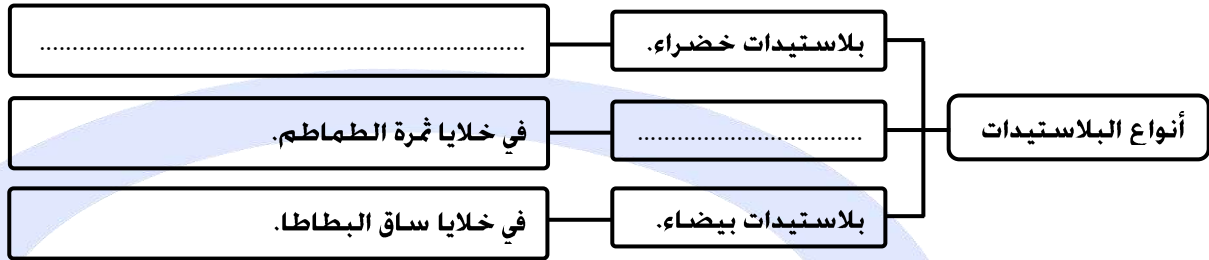 أنواع البلاستيدات
بلاستيدات خضراء.
......................................................................
................................
في خلايا ثمرة الطماطم.
بلاستيدات بيضاء.
في خلايا ساق البطاطا.